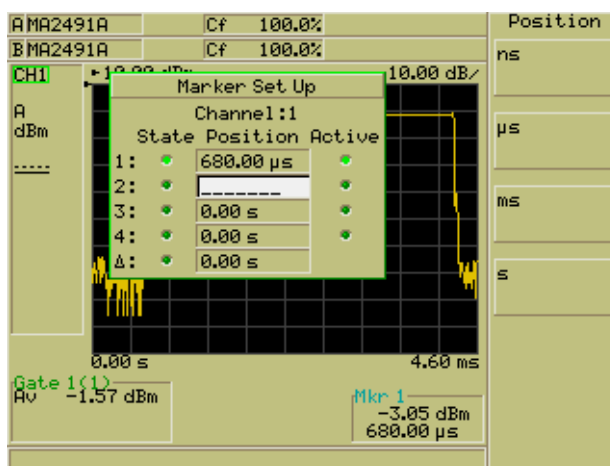 A MA2491A Cf 100.0% Position
B MA2491A Cf 100.0%
ns
CH1 10.00 dB/
Marker Set Up
A Channel:1
dBm State Position Active µs
1: 680.00 µs
2: _______
3: 0.00 s ms
4: 0.00 s
Δ: 0.00 s
s
0.00 s 4.60 ms
Gate 1(1)
Av -1.57 dBm Mkr 1
-3.05 dBm
680.00 µs